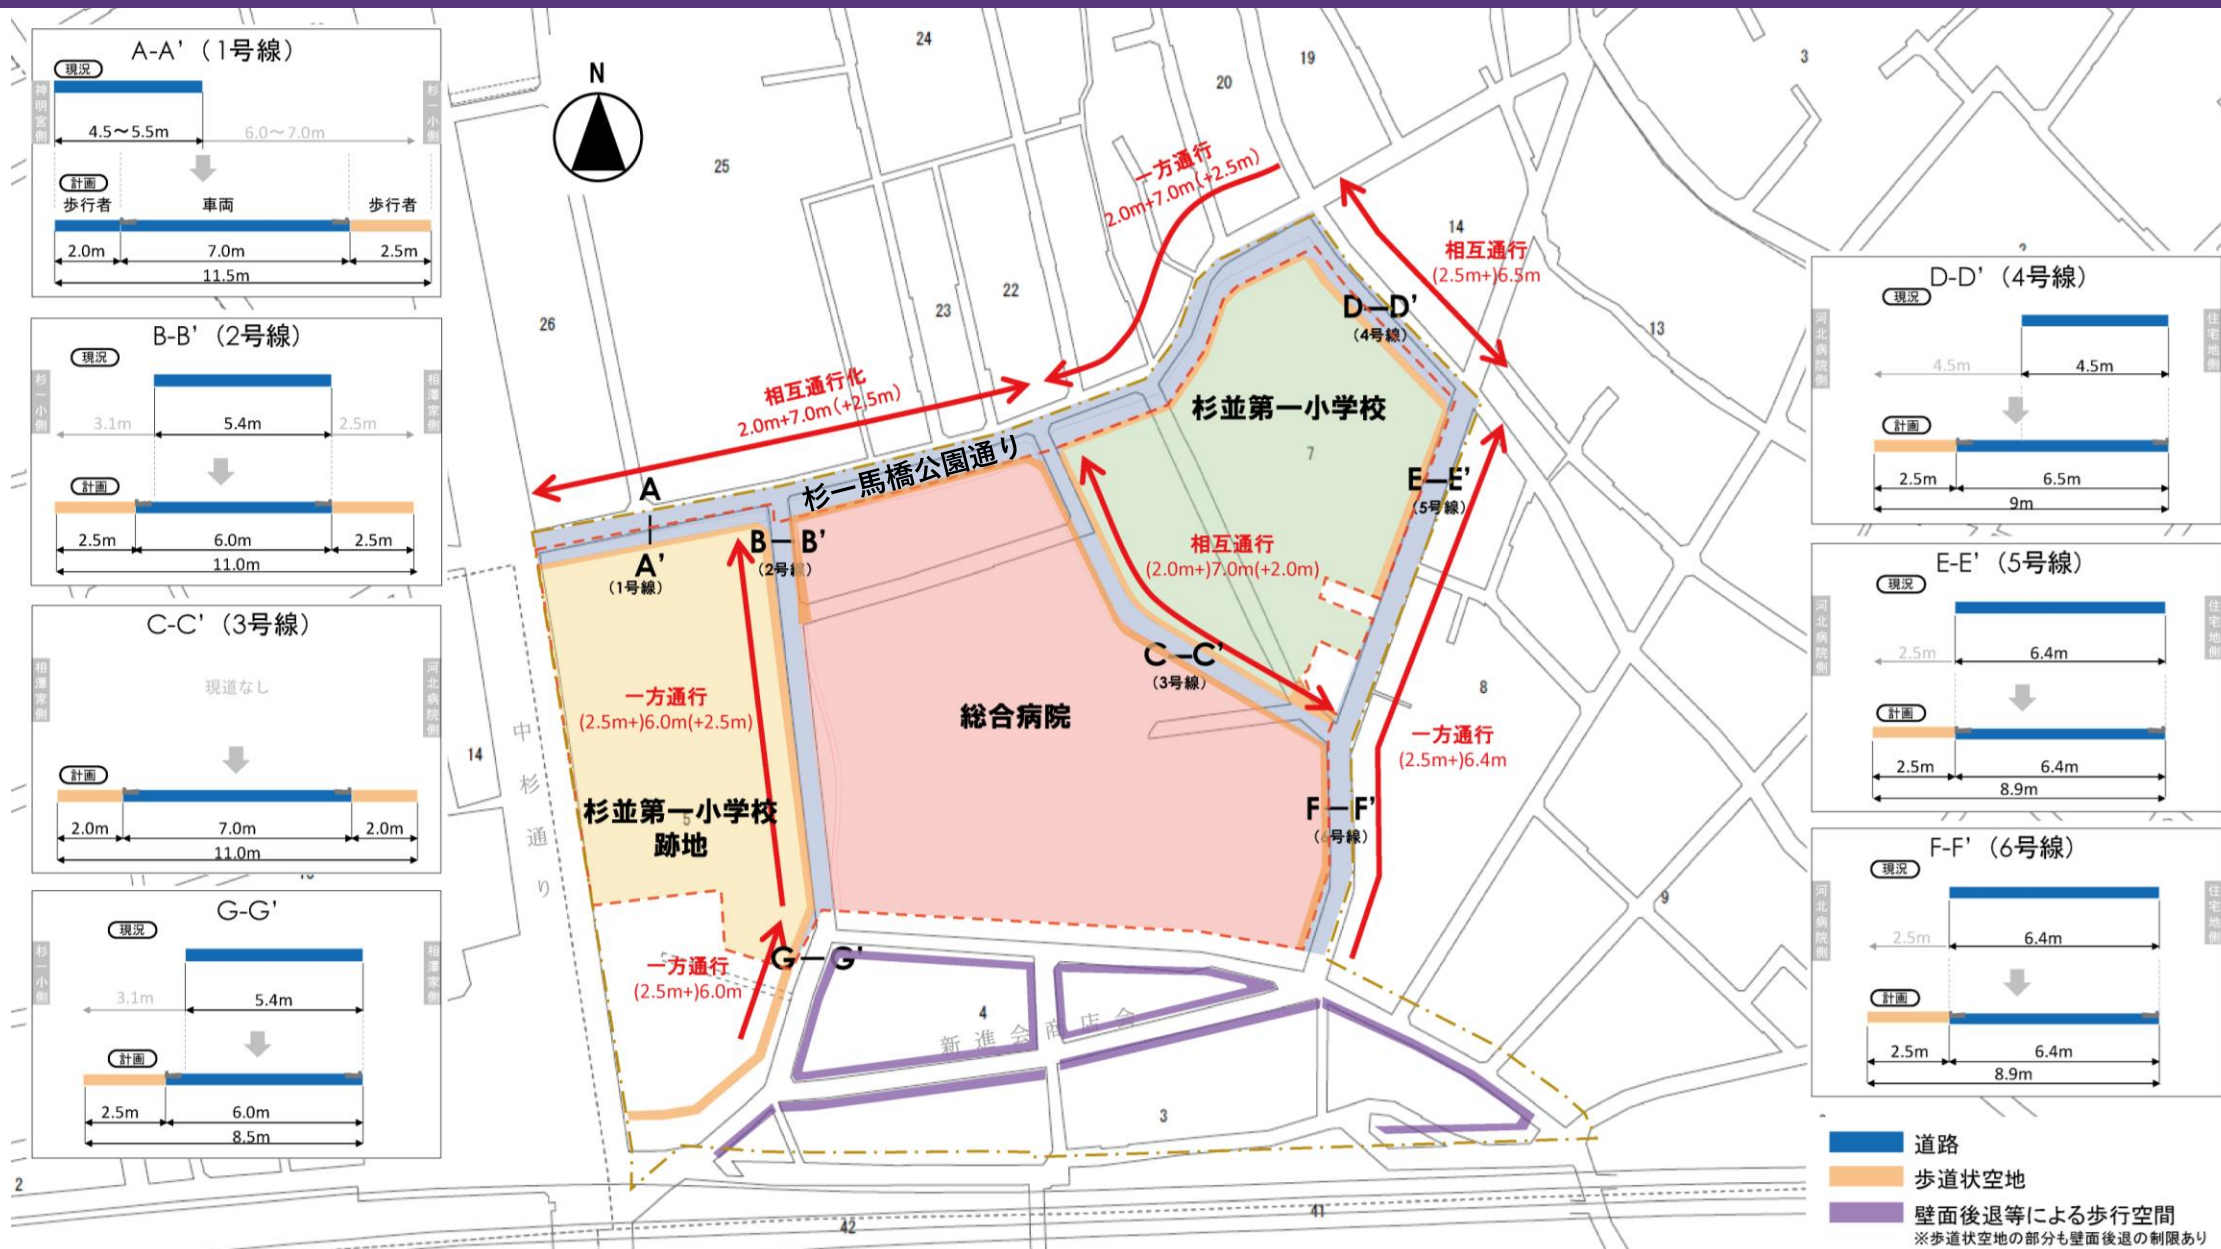 A-A’（1号線）
現況
神明宮側
杉一小側
4.5～5.5m
6.0～7.0m
計画
歩行者
車両
歩行者
2.0m
7.0m
2.5m
11.5m
B-B’（2号線）
現況
杉一小側
相澤家側
3.1m
5.4m
2.5m
計画
2.5m
6.0m
2.5m
11.0m
C-C’（3号線）
相澤家側
河北病院側
現道なし
計画
2.0m
7.0m
2.0m
11.0m
G-G’
現況
杉一小側
相澤家側
3.1m
5.4m
計画
2.5m
6.0m
8.5m
N
24
19
3
20
25
一方通行
2.0m+7.0m(+2.5m)
14
相互通行
(2.5m+)6.5m
22
23
26
13
D—D’
(4号線)
相互通行化
2.0m+7.0m(+2.5m)
杉並第一小学校
7
杉一馬橋公園通り
A
A’
(1号線)
B—B’
(2号線)
E—E’
(5号線)
相互通行
(2.0m+)7.0m(+2.0m)
C—C’
(3号線)
8
一方通行
(2.5m+)6.0m(+2.5m)
総合病院
一方通行
(2.5m+)6.4m
14
中杉通り
杉並第一小学校
跡地
5
F—F’
(6号線)
9
G—G’
一方通行
(2.5m+)6.0m
4
新進会商店会
3
2
42
41
D-D’（4号線）
現況
河北病院側
住宅地側
4.5m
4.5m
計画
2.5m
6.5m
9m
E-E’（5号線）
現況
河北病院側
住宅地側
2.5m
6.4m
計画
2.5m
6.4m
8.9m
F-F’（6号線）
現況
河北病院側
住宅地側
2.5m
6.4m
計画
2.5m
6.4m
8.9m
道路
歩道状空地
壁面後退等による歩行空間
※歩道状空地の部分も壁面後退の制限あり